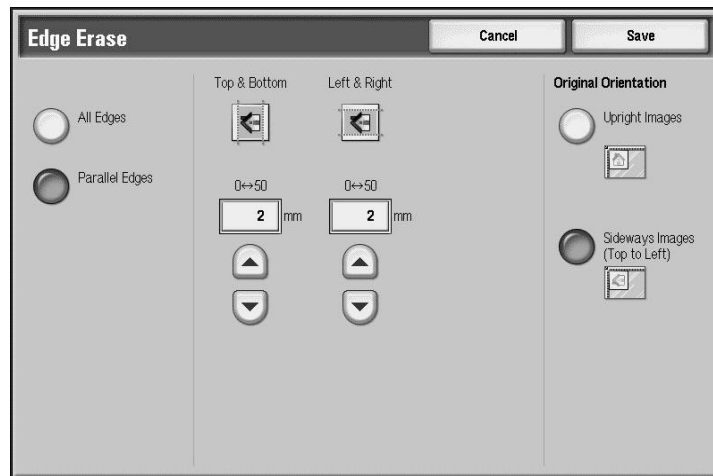 Edge Erase
Cancel
Save
All Edges
Parallel Edges
Top & Bottom
Left & Right
0↔50
0↔50
2 mm
2 mm
Original Orientation
Upright Images
Sideways Images
(Top to Left)